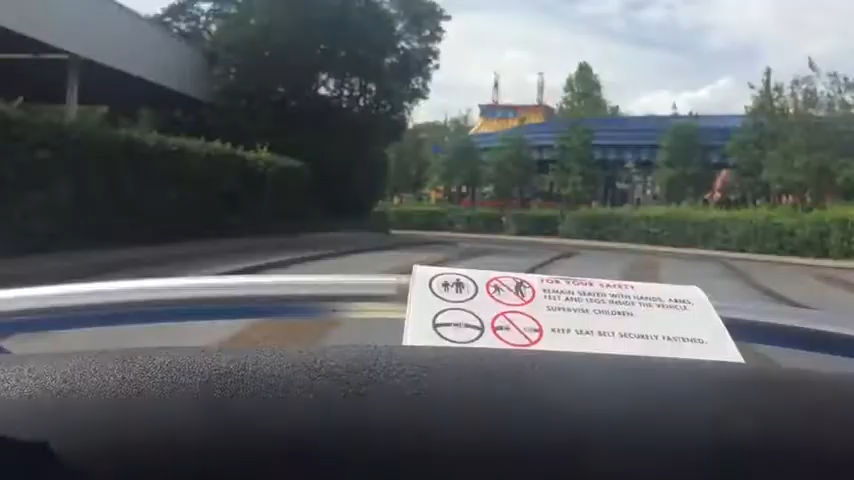 FOR YOUR SAFETY
REMAIN SEATED WITH HANDS, ARMS,
FEET AND LEGS INSIDE THE VEHICLE.
SUPERVISE CHILDREN.
KEEP SEAT BELT SECURELY FASTENED.